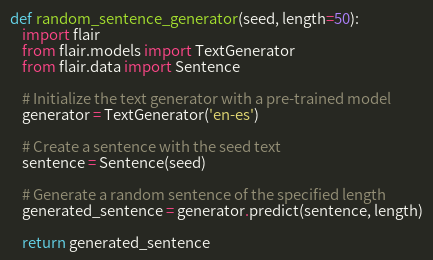 def random_sentence_generator(seed, length=50):
import flair
from flair.models import TextGenerator
from flair.data import Sentence
# Initialize the text generator with a pre-trained model
generator = TextGenerator('en-es')
# Create a sentence with the seed text
sentence = Sentence(seed)
# Generate a random sentence of the specified length
generated_sentence = generator.predict(sentence, length)
return generated_sentence